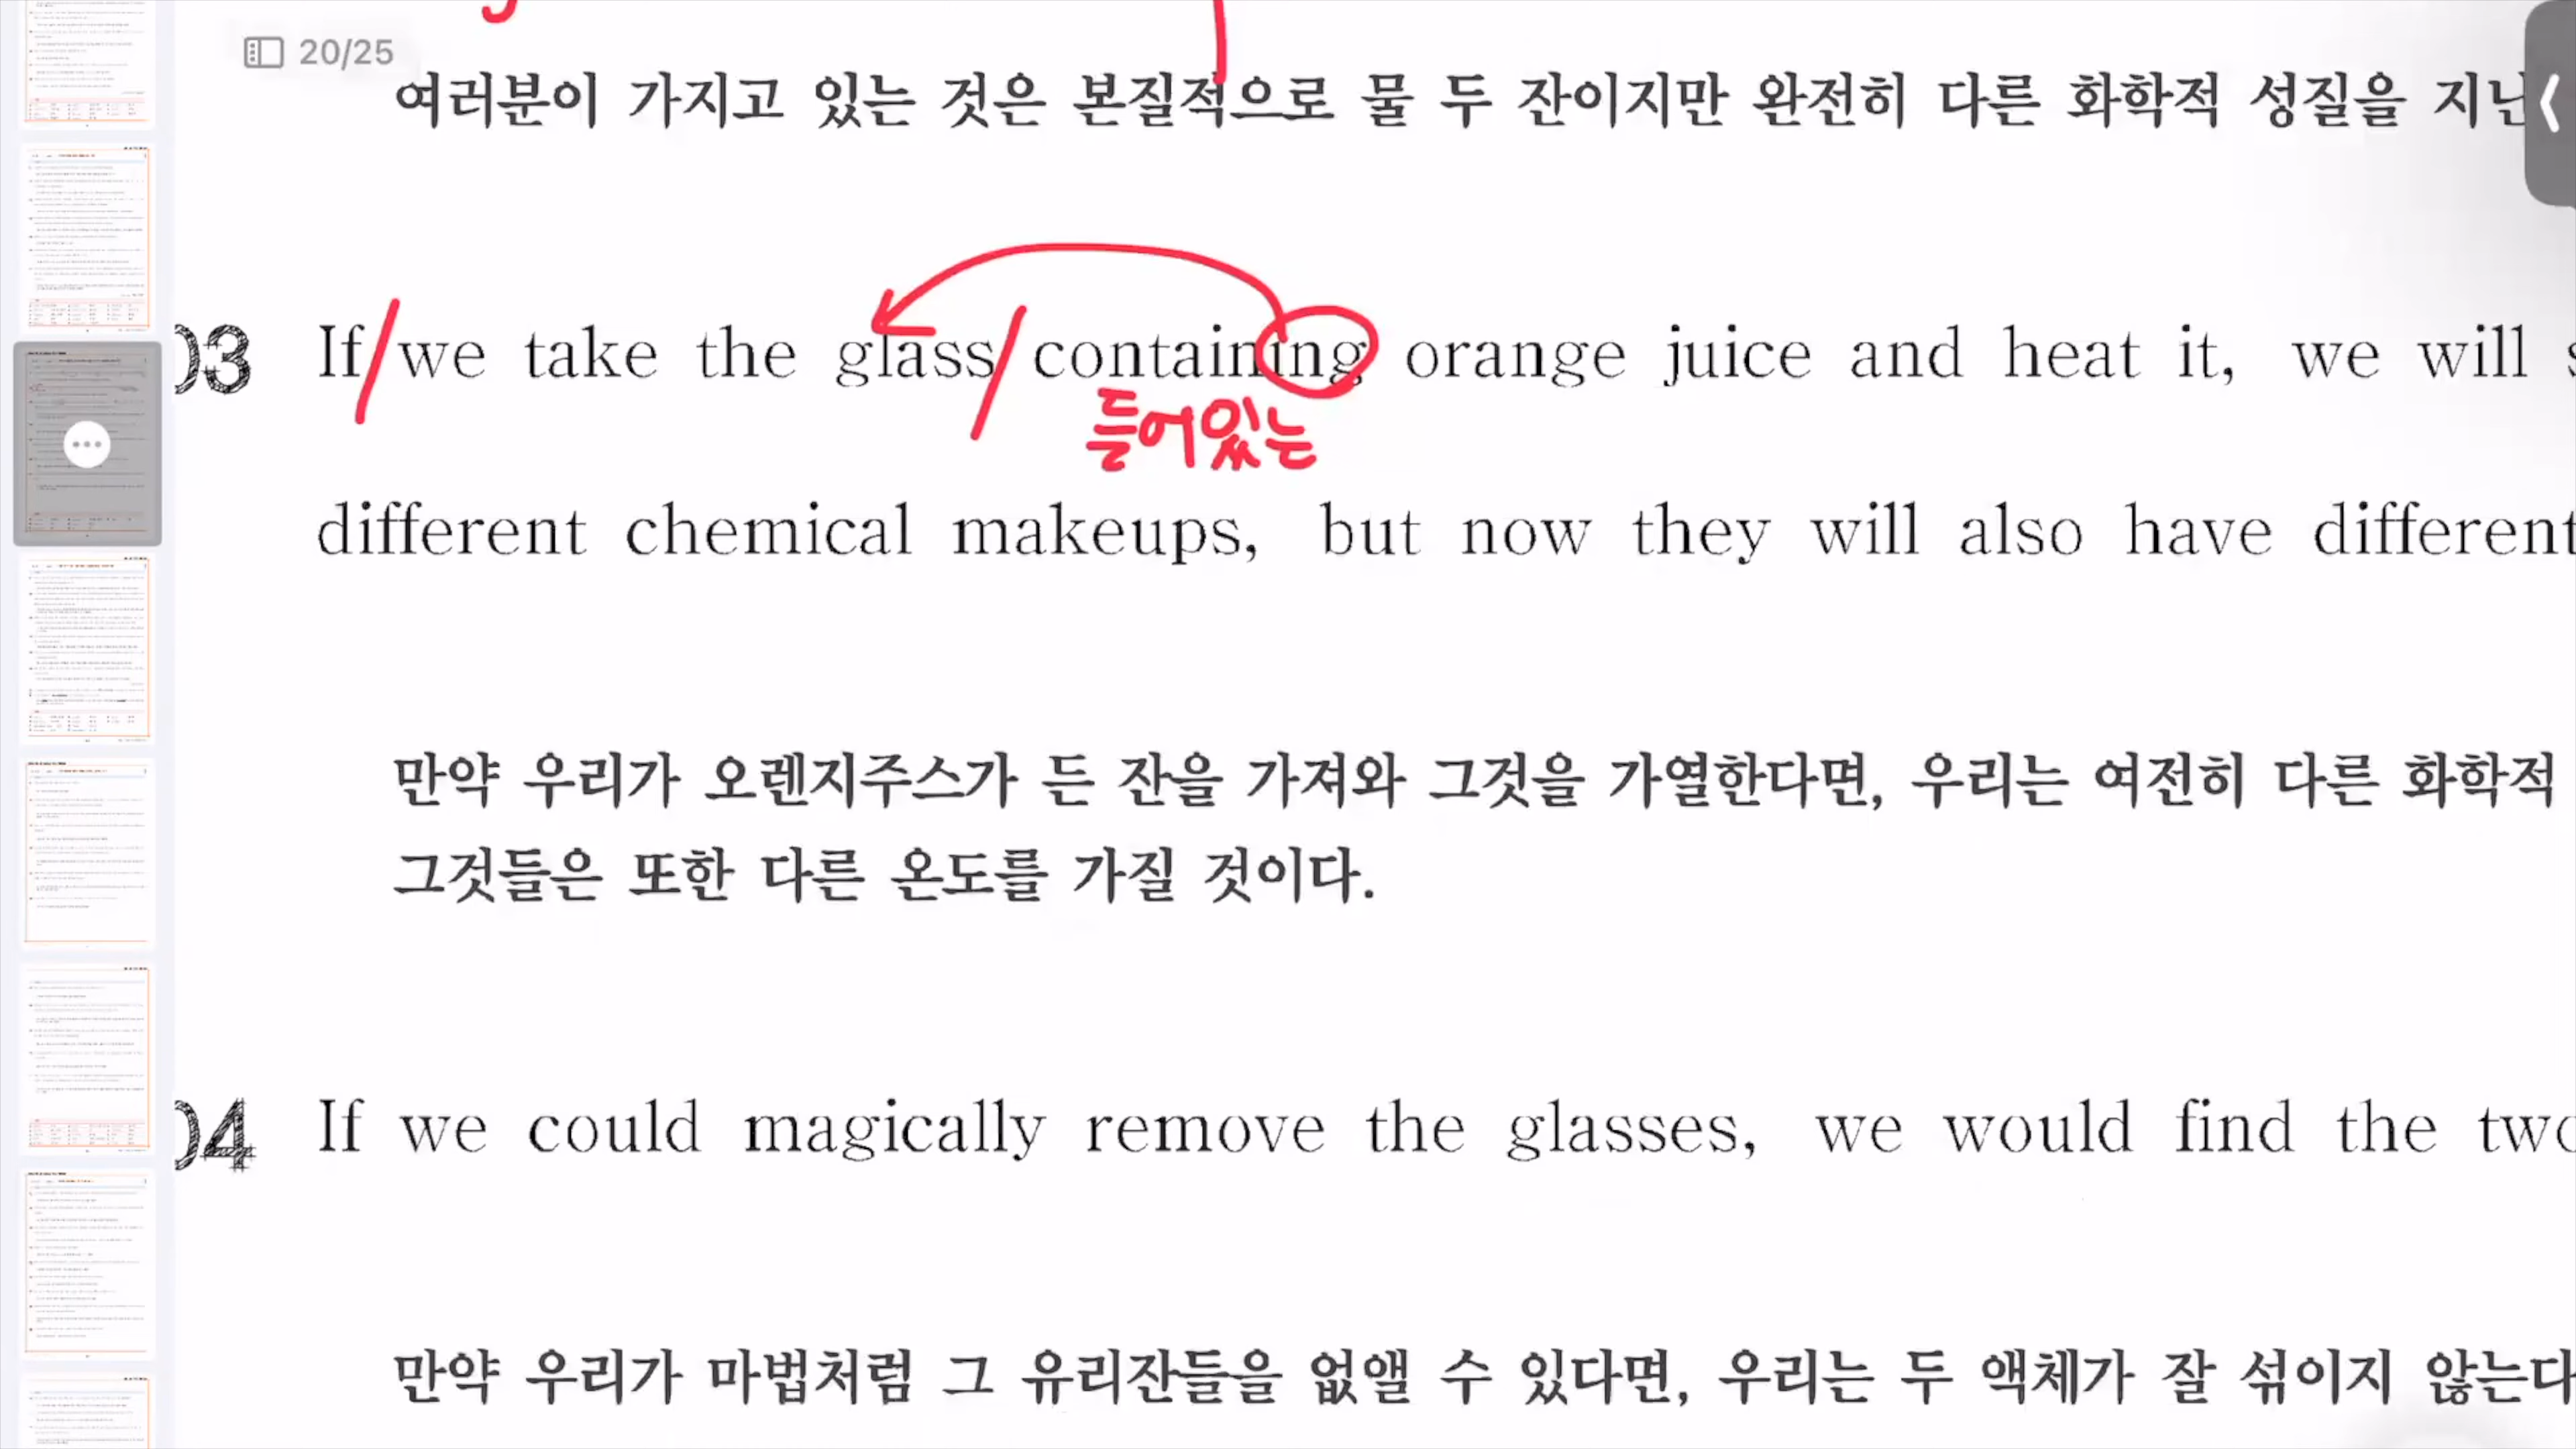 20/25
여러분이 가지고 있는 것은 본질적으로 물 두 잔이지만 완전히 다른 화학적 성질을 지닌
03 If we take the glass containing orange juice and heat it, we will s
들어있는
different chemical makeups, but now they will also have different
만약 우리가 오렌지주스가 든 잔을 가져와 그것을 가열한다면, 우리는 여전히 다른 화학적
그것들은 또한 다른 온도를 가질 것이다.
04 If we could magically remove the glasses, we would find the two
만약 우리가 마법처럼 그 유리잔들을 없앨 수 있다면, 우리는 두 액체가 잘 섞이지 않는다